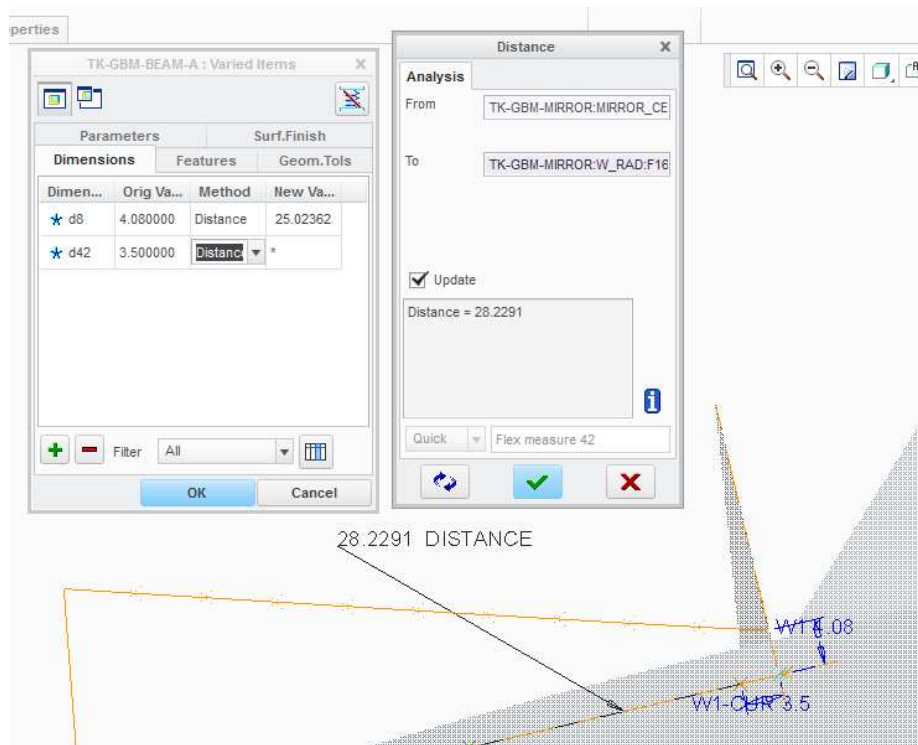 perties
TK-GBM-BEAM-A : Varied Items
Parameters Surf.Finish
Dimensions Features Geom.Tols
Dimen... Orig Va... Method New Va...
d8 4.080000 Distance 25.02362
d42 3.500000 Distanc *
Filter All
OK Cancel
Distance
Analysis
From TK-GBM-MIRROR:MIRROR_CE
To TK-GBM-MIRROR:W_RAD:F16
Update
Distance = 28.2291
Quick Flex measure 42
28.2291 DISTANCE
W1 4.08
W1-CUR 3.5